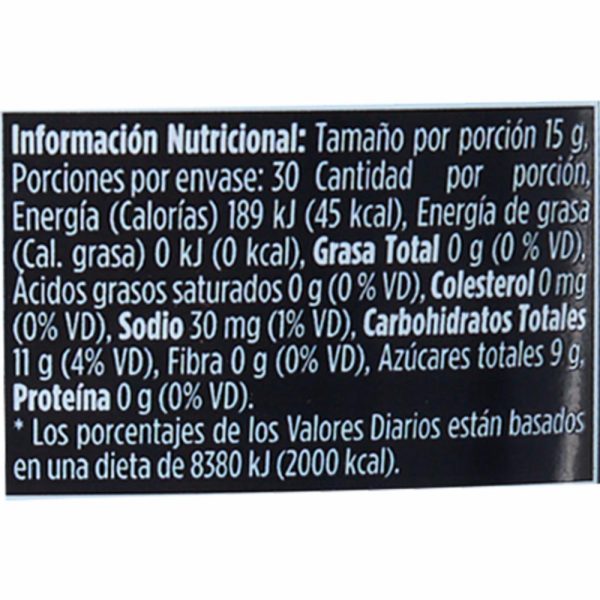 Información Nutricional: Tamaño por porción 15 g,
Porciones por envase: 30 Cantidad por porción,
Energía (Calorías) 189 kJ (45 kcal), Energía de grasa
(Cal. grasa) 0 kJ (0 kcal), Grasa Total 0 g (0 % VD),
Ácidos grasos saturados 0 g (0 % VD), Colesterol 0 mg
(0% VD), Sodio 30 mg (1% VD), Carbohidratos Totales
11 g (4% VD), Fibra 0 g (0% VD), Azúcares totales 9 g,
Proteína 0 g (0% VD).
* Los porcentajes de los Valores Diarios están basados
en una dieta de 8380 kJ (2000 kcal).